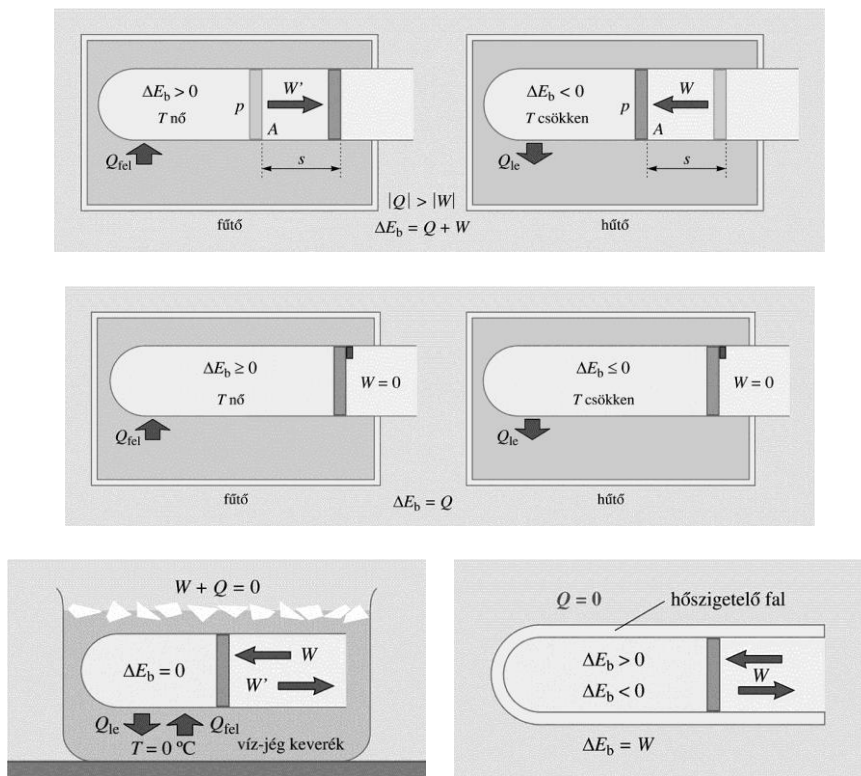 ΔE_b > 0
T nő
p
W’
A
Q_fel
s
fűtő
ΔE_b < 0
T csökken
p
W
A
Q_le
s
hűtő
|Q| > |W|
ΔE_b = Q + W
ΔE_b ≥ 0
T nő
W = 0
Q_fel
fűtő
ΔE_b ≤ 0
T csökken
W = 0
Q_le
hűtő
ΔE_b = Q
W + Q = 0
ΔE_b = 0
W
W’
Q_le
Q_fel
T = 0 ºC
víz-jég keverék
Q = 0
hőszigetelő fal
ΔE_b > 0
W
ΔE_b < 0
ΔE_b = W